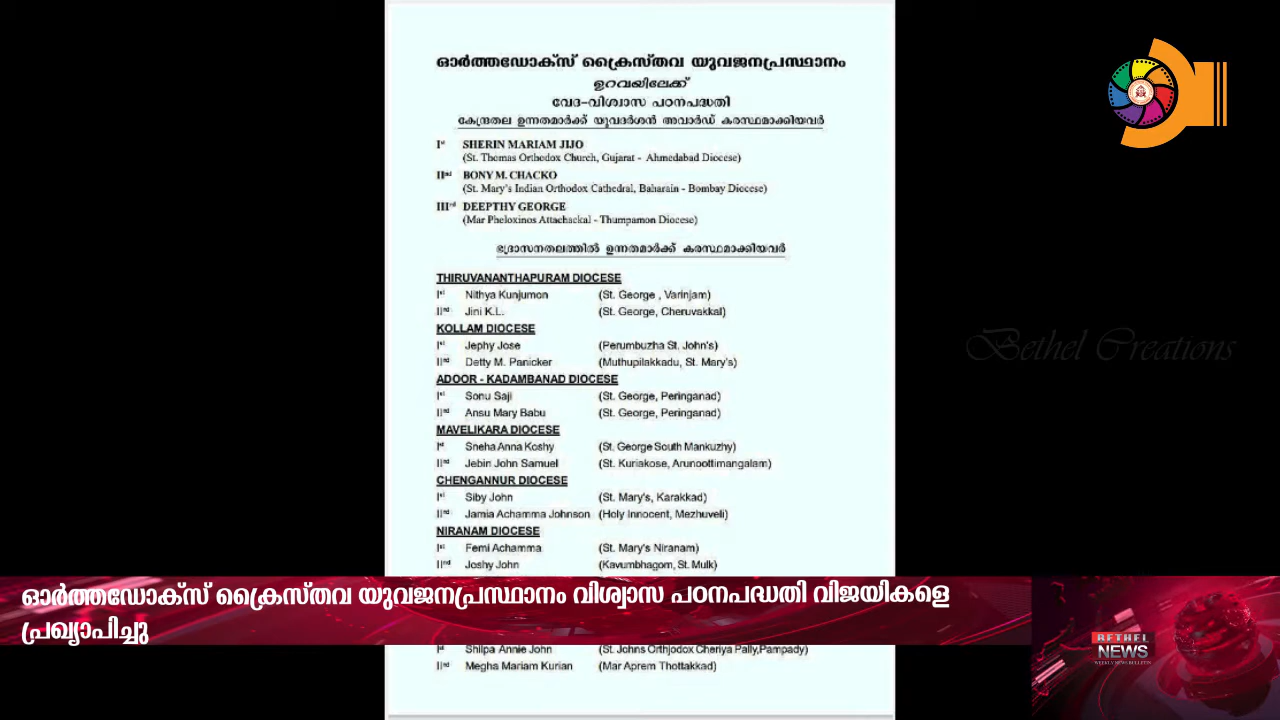 ഓർത്തഡോക്സ് ക്രൈസ്തവ യുവജനപ്രസ്ഥാനം
ഉറവയിലേക്ക്
വേദ-വിശ്വാസ പഠനപദ്ധതി
കേന്ദ്രതല ഉന്നതമാർക്ക് യുവദർശൻ അവാർഡ് കരസ്ഥമാക്കിയവർ
Ist SHERIN MARIAM JIJO
(St. Thomas Orthodox Church, Gujarat - Ahmedabad Diocese)
IInd BONY M. CHACKO
(St. Mary's Indian Orthodox Cathedral, Baharain - Bombay Diocese)
IIIrd DEEPTHY GEORGE
(Mar Pheloxinos Attachackal - Thumpamon Diocese)
ഭദ്രാസനതലത്തിൽ ഉന്നതമാർക്ക് കരസ്ഥമാക്കിയവർ
THIRUVANANTHAPURAM DIOCESE
Ist Nithya Kunjumon (St. George , Varinjam)
IInd Jini K.L. (St. George, Cheruvakkal)
KOLLAM DIOCESE
Ist Jephy Jose (Perumbuzha St. John's)
IInd Detty M. Panicker (Muthupilakkadu, St. Mary's)
ADOOR - KADAMBANAD DIOCESE
Ist Sonu Saji (St. George, Peringanad)
IInd Ansu Mary Babu (St. George, Peringanad)
MAVELIKARA DIOCESE
Ist Sneha Anna Koshy (St. George South Mankuzhy)
IInd Jebin John Samuel (St. Kuriakose, Arunoottimangalam)
CHENGANNUR DIOCESE
Ist Siby John (St. Mary's, Karakkad)
IInd Jamia Achamma Johnson (Holy Innocent, Mezhuveli)
NIRANAM DIOCESE
Ist Femi Achamma (St. Mary's Niranam)
IInd Joshy John (Kavumbhagom, St. Mulk)
ഓർത്തഡോക്സ് ക്രൈസ്തവ യുവജനപ്രസ്ഥാനം വിശ്വാസ പഠനപദ്ധതി വിജയികളെ
പ്രഖ്യാപിച്ചു
Ist Shilpa Annie John (St. Johns Orthjodox Cheriya Pally,Pampady)
IInd Megha Mariam Kurian (Mar Aprem Thottakkad)
Bethel Creations
BETHEL
NEWS
WEEKLY NEWS BULLETIN